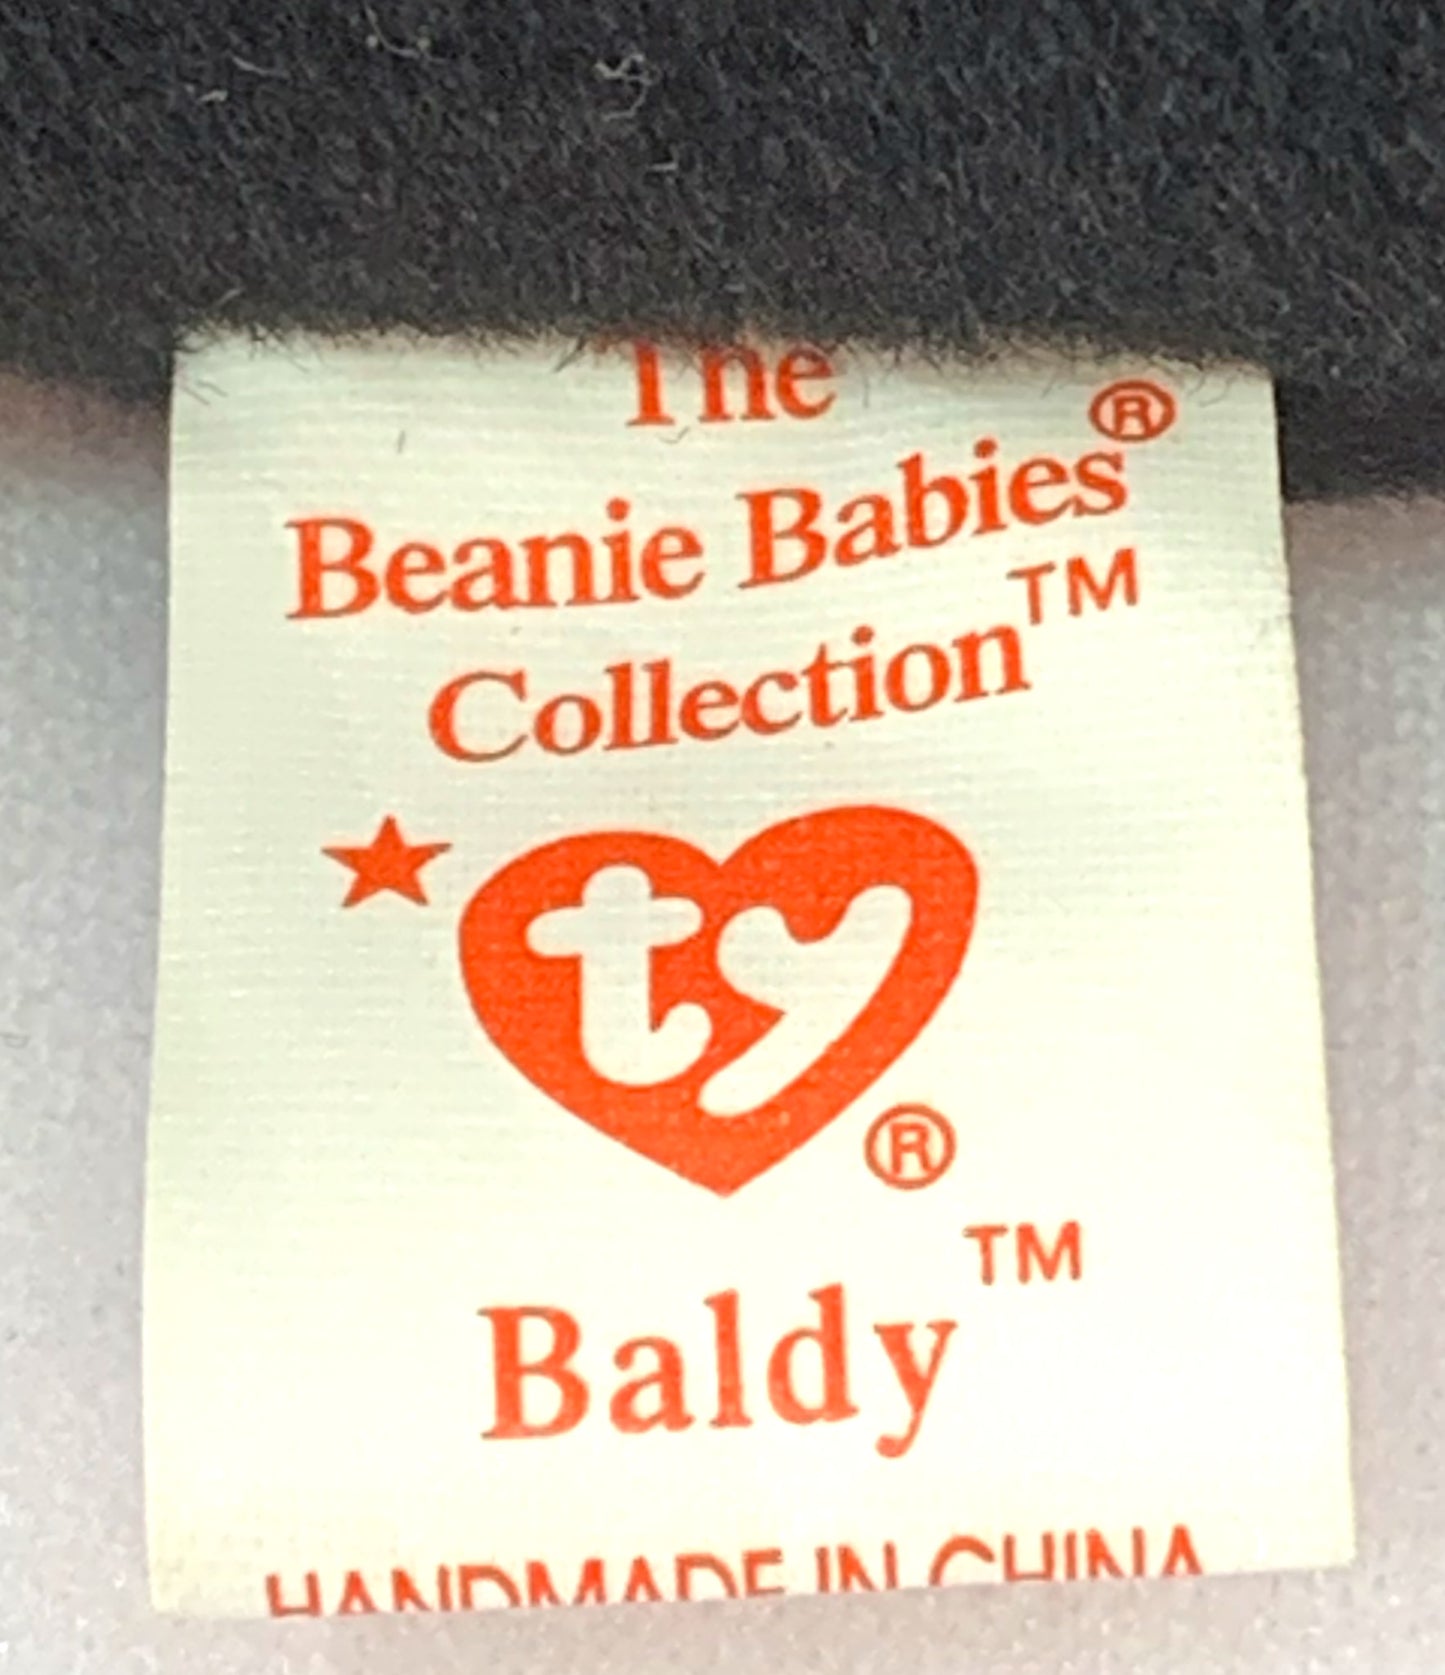 The
Beanie Babies®
Collection™
★ ty®
Baldy™
HANDMADE IN CHINA